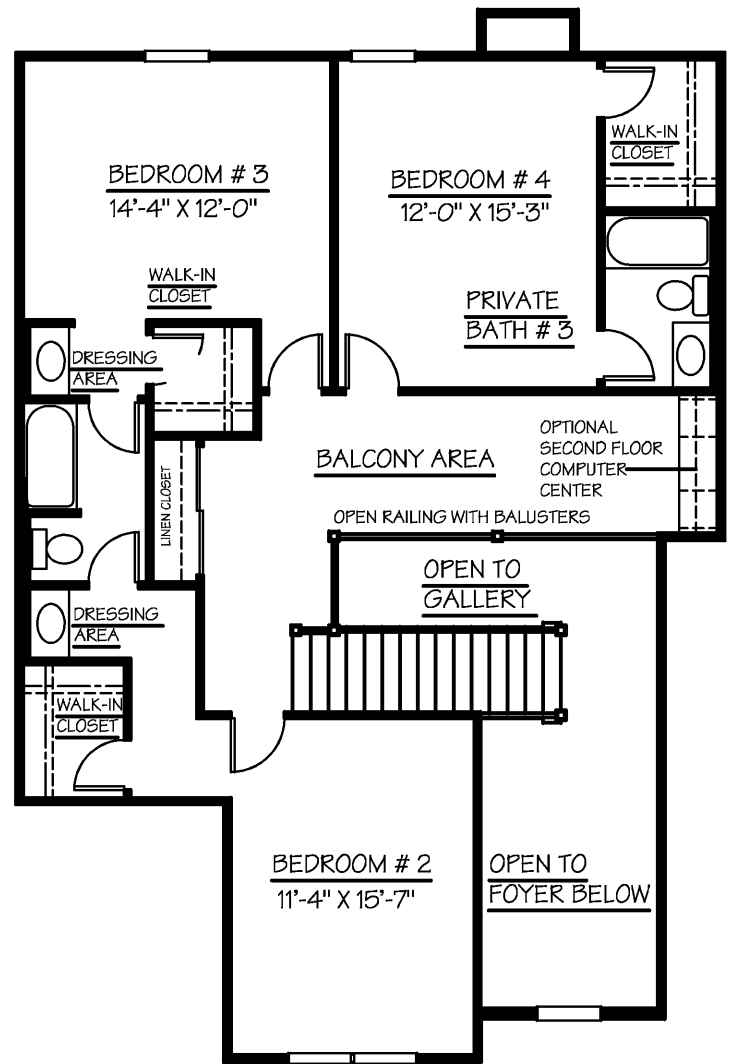 WALK-IN
CLOSET
BEDROOM # 3
14'-4" X 12'-0"
BEDROOM # 4
12'-0" X 15'-3"
WALK-IN
CLOSET
PRIVATE
BATH # 3
DRESSING
AREA
OPTIONAL
SECOND FLOOR
COMPUTER
CENTER
BALCONY AREA
LINEN CLOSET
OPEN RAILING WITH BALUSTERS
OPEN TO
GALLERY
DRESSING
AREA
WALK-IN
CLOSET
BEDROOM # 2
11'-4" X 15'-7"
OPEN TO
FOYER BELOW